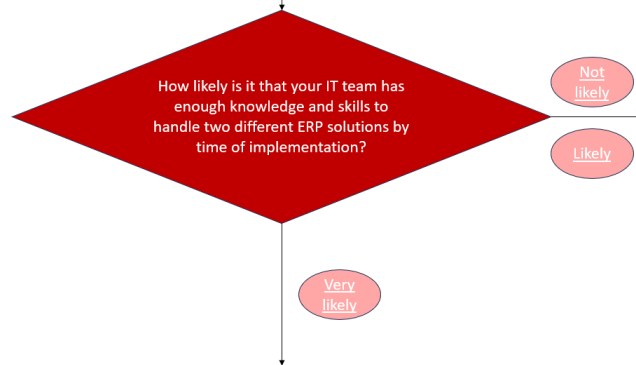 How likely is it that your IT team has
enough knowledge and skills to
handle two different ERP solutions by
time of implementation?
Not
likely
Likely
Very
likely